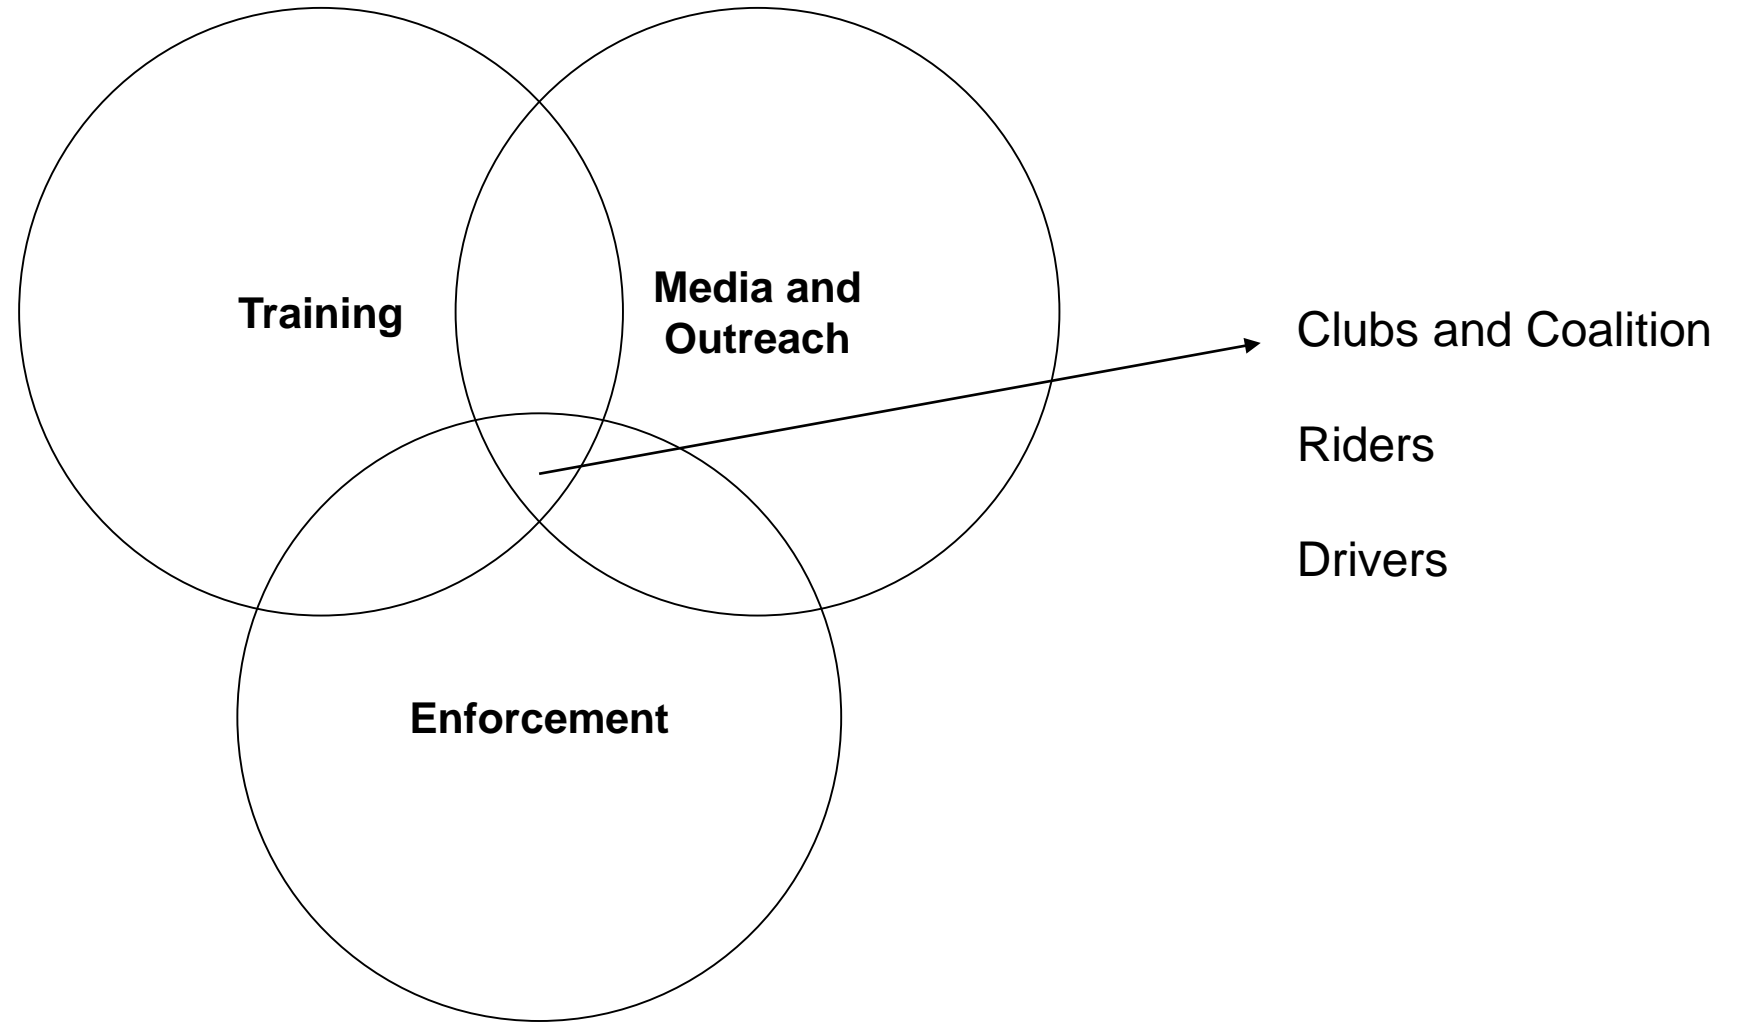 Training
Media and
Outreach
Clubs and Coalition
Riders
Drivers
Enforcement